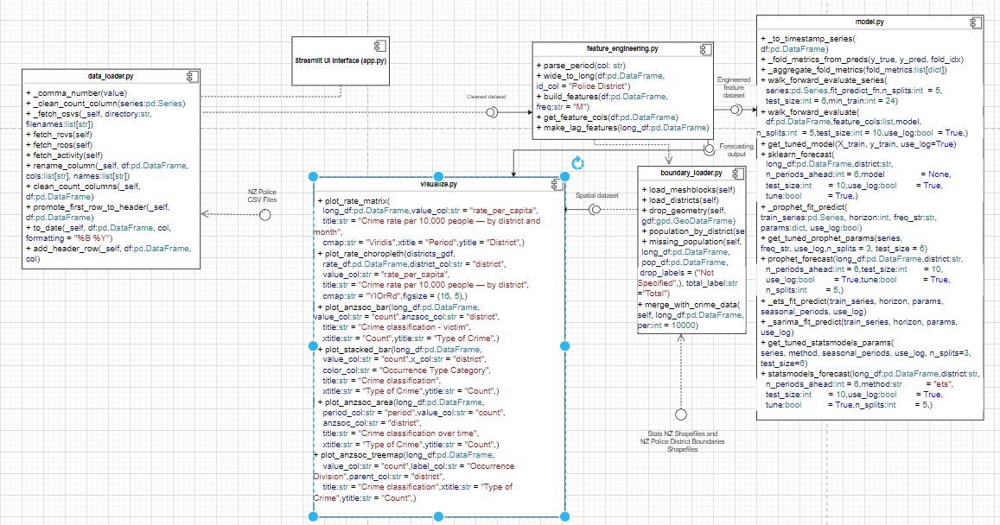 data_loader.py
+ _comma_number(value)
+ _clean_count_column(series:pd.Series)
+ _fetch_csvs(_self, directory:str,
filenames:list[str])
+ fetch_rcvs(self)
+ fetch_rcos(self)
+ fetch_activity(self)
+ rename_column(_self, df:pd.DataFrame,
cols:list[str], names:list[str])
+ clean_count_columns(_self,
df:pd.DataFrame)
+ promote_first_row_to_header(_self,
df:pd.DataFrame)
+ to_date(_self, df:pd.DataFrame, col,
formatting = "%B %Y")
+ add_header_row(_self, df:pd.DataFrame,
col)
NZ Police
CSV Files
Streamlit UI Interface (app.py)
Cleaned dataset
feature_engineering.py
+ parse_period(col: str)
+ wide_to_long(df:pd.DataFrame,
id_col = "Police District")
+ build_features(df:pd.DataFrame,
freq:str = "M")
+ get_feature_cols(df:pd.DataFrame)
+ make_lag_features(long_df:pd.DataFrame)
Engineered
feature
dataset
Forecasting
output
visualize.py
+ plot_rate_matrix(
long_df:pd.DataFrame,value_col:str = "rate_per_capita",
title:str = "Crime rate per 10,000 people — by district and
month",
cmap:str = "Viridis",xtitle = "Period",ytitle = "District",)
+ plot_rate_choropleth(districts_gdf,
rate_df:pd.DataFrame,district_col:str = "district",
value_col:str = "rate_per_capita",
title:str = "Crime rate per 10,000 people — by district",
cmap:str = "YlOrRd",figsize = (16, 5),)
+ plot_anzsoc_bar(long_df:pd.DataFrame,
value_col:str = "count",anzsoc_col:str = "district",
title:str = "Crime classification - victim",
xtitle:str = "Count",ytitle:str = "Type of Crime",)
+ plot_stacked_bar(long_df:pd.DataFrame,
value_col:str = "count",x_col:str = "district",
color_col:str = "Occurrence Type Category",
title:str = "Crime classification",
xtitle:str = "Type of Crime",ytitle:str = "Count",)
+ plot_anzsoc_area(long_df:pd.DataFrame,
period_col:str = "period",value_col:str = "count",
anzsoc_col:str = "district",
title:str = "Crime classification over time",
xtitle:str = "Type of Crime",ytitle:str = "Count",)
+ plot_anzsoc_treemap(long_df:pd.DataFrame,
value_col:str = "count",label_col:str = "Occurrence
Division",parent_col:str = "district",
title:str = "Crime classification",xtitle:str = "Type of
Crime",ytitle:str = "Count",)
Spatial dataset
boundary_loader.py
+ load_meshblocks(self)
+ load_districts(self)
+ drop_geometry(self,
gdf:gpd.GeoDataFrame)
+ population_by_district(se
+ missing_population(self,
long_df:pd.DataFrame,
pop_df:pd.DataFrame,
drop_labels = ("Not
Specified",), total_label:str
="Total")
+ merge_with_crime_data(
self, long_df:pd.DataFrame,
per:int = 10000)
Stats NZ Shapefiles and
NZ Police District Boundaries
Shapefiles
model.py
+ _to_timestamp_series(
df:pd.DataFrame)
+ _fold_metrics_from_preds(y_true, y_pred, fold_idx)
+ _aggregate_fold_metrics(fold_metrics:list[dict])
+ walk_forward_evaluate_series(
series:pd.Series,fit_predict_fn,n_splits:int = 5,
test_size:int = 6,min_train:int = 24)
+ walk_forward_evaluate(
df:pd.DataFrame,feature_cols:list,model,
n_splits:int = 5,test_size:int = 10,use_log:bool = True,)
+ get_tuned_model(X_train, y_train, use_log=True)
+ sklearn_forecast(
long_df:pd.DataFrame,district:str,
n_periods_ahead:int = 6,model = None,
test_size:int = 10,use_log:bool = True,
tune:bool = True,)
+ _prophet_fit_predict(
train_series:pd.Series, horizon:int, freq_str:str,
params:dict, use_log:bool)
+ get_tuned_prophet_params(series,
freq_str, use_log,n_splits = 3, test_size = 6)
+ prophet_forecast(long_df:pd.DataFrame,district:str,
n_periods_ahead:int = 6,test_size:int = 10,
use_log:bool = True,tune:bool = True,
n_splits:int = 5,)
+ _ets_fit_predict(train_series, horizon, params,
seasonal_periods, use_log)
+ _sarima_fit_predict(train_series, horizon, params,
use_log)
+ get_tuned_statsmodels_params(
series, method, seasonal_periods, use_log, n_splits=3,
test_size=6)
+ statsmodels_forecast(long_df:pd.DataFrame,district:str,
n_periods_ahead:int = 6,method:str = "ets",
test_size:int = 10,use_log:bool = True,
tune:bool = True,n_splits:int = 5,)